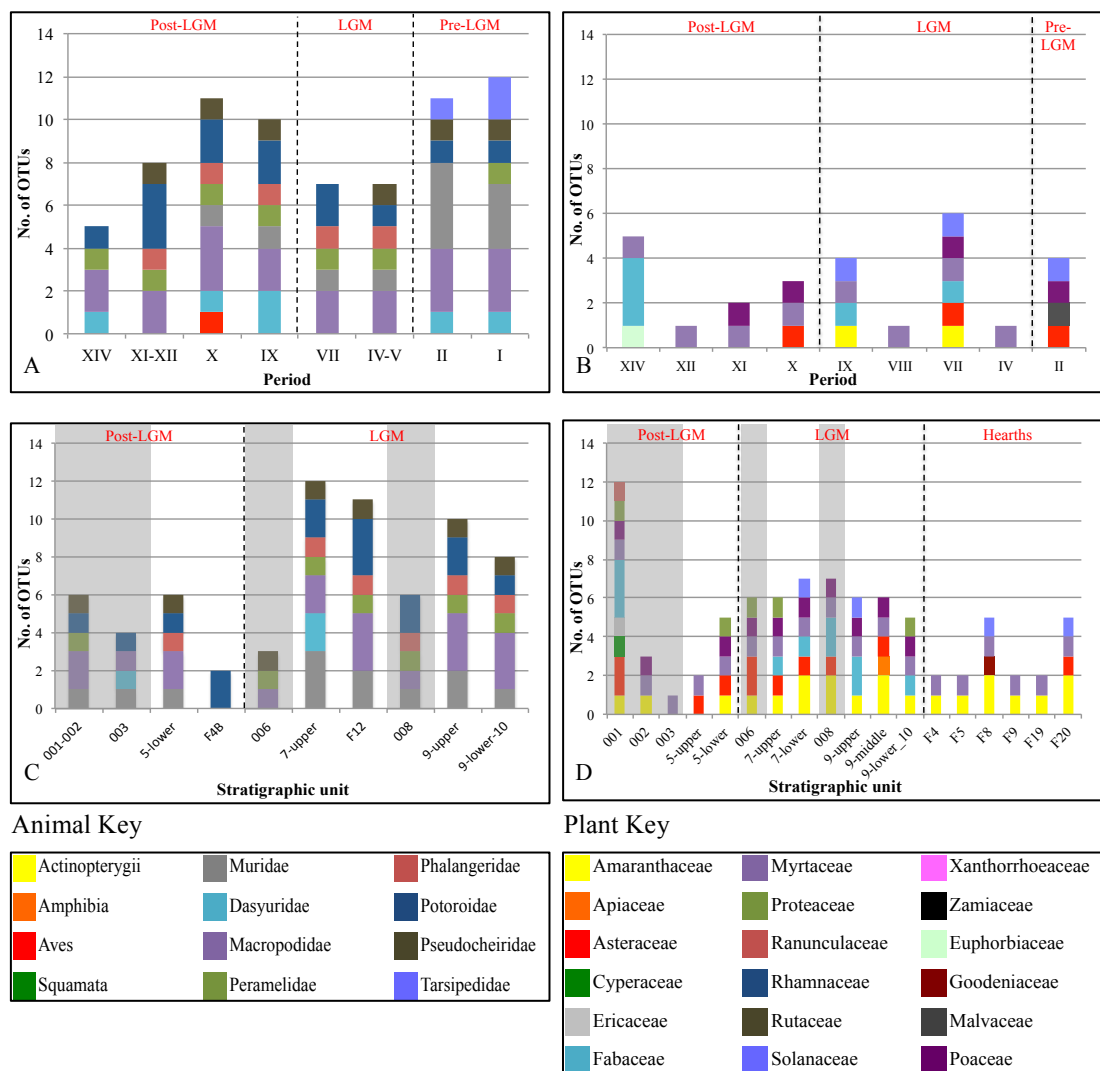 Post-LGM LGM Pre-LGM
14
12
10
8
6
4
2
0
No. of OTUs
XIV XI-XII X IX VII IV-V II I
A
Period
Post-LGM LGM Pre-
LGM
14
12
10
8
6
4
2
0
No. of OTUs
XIV XII XI X IX VIII VII IV II
B
Period
Post-LGM LGM
14
12
10
8
6
4
2
0
No. of OTUs
001-002 003 5-lower F4B 006 7-upper F12 008 9-upper 9-lower-10
C
Stratigraphic unit
Post-LGM LGM Hearths
14
12
10
8
6
4
2
0
No. of OTUs
001 002 003 5-upper 5-lower 006 7-upper 7-lower 008 9-upper 9-middle 9-lower_10 F4 F5 F8 F9 F19 F20
D
Stratigraphic unit
Animal Key
Actinopterygii Muridae Phalangeridae
Amphibia Dasyuridae Potoroidae
Aves Macropodidae Pseudocheiridae
Squamata Peramelidae Tarsipedidae
Plant Key
Amaranthaceae Myrtaceae Xanthorrhoeaceae
Apiaceae Proteaceae Zamiaceae
Asteraceae Ranunculaceae Euphorbiaceae
Cyperaceae Rhamnaceae Goodeniaceae
Ericaceae Rutaceae Malvaceae
Fabaceae Solanaceae Poaceae